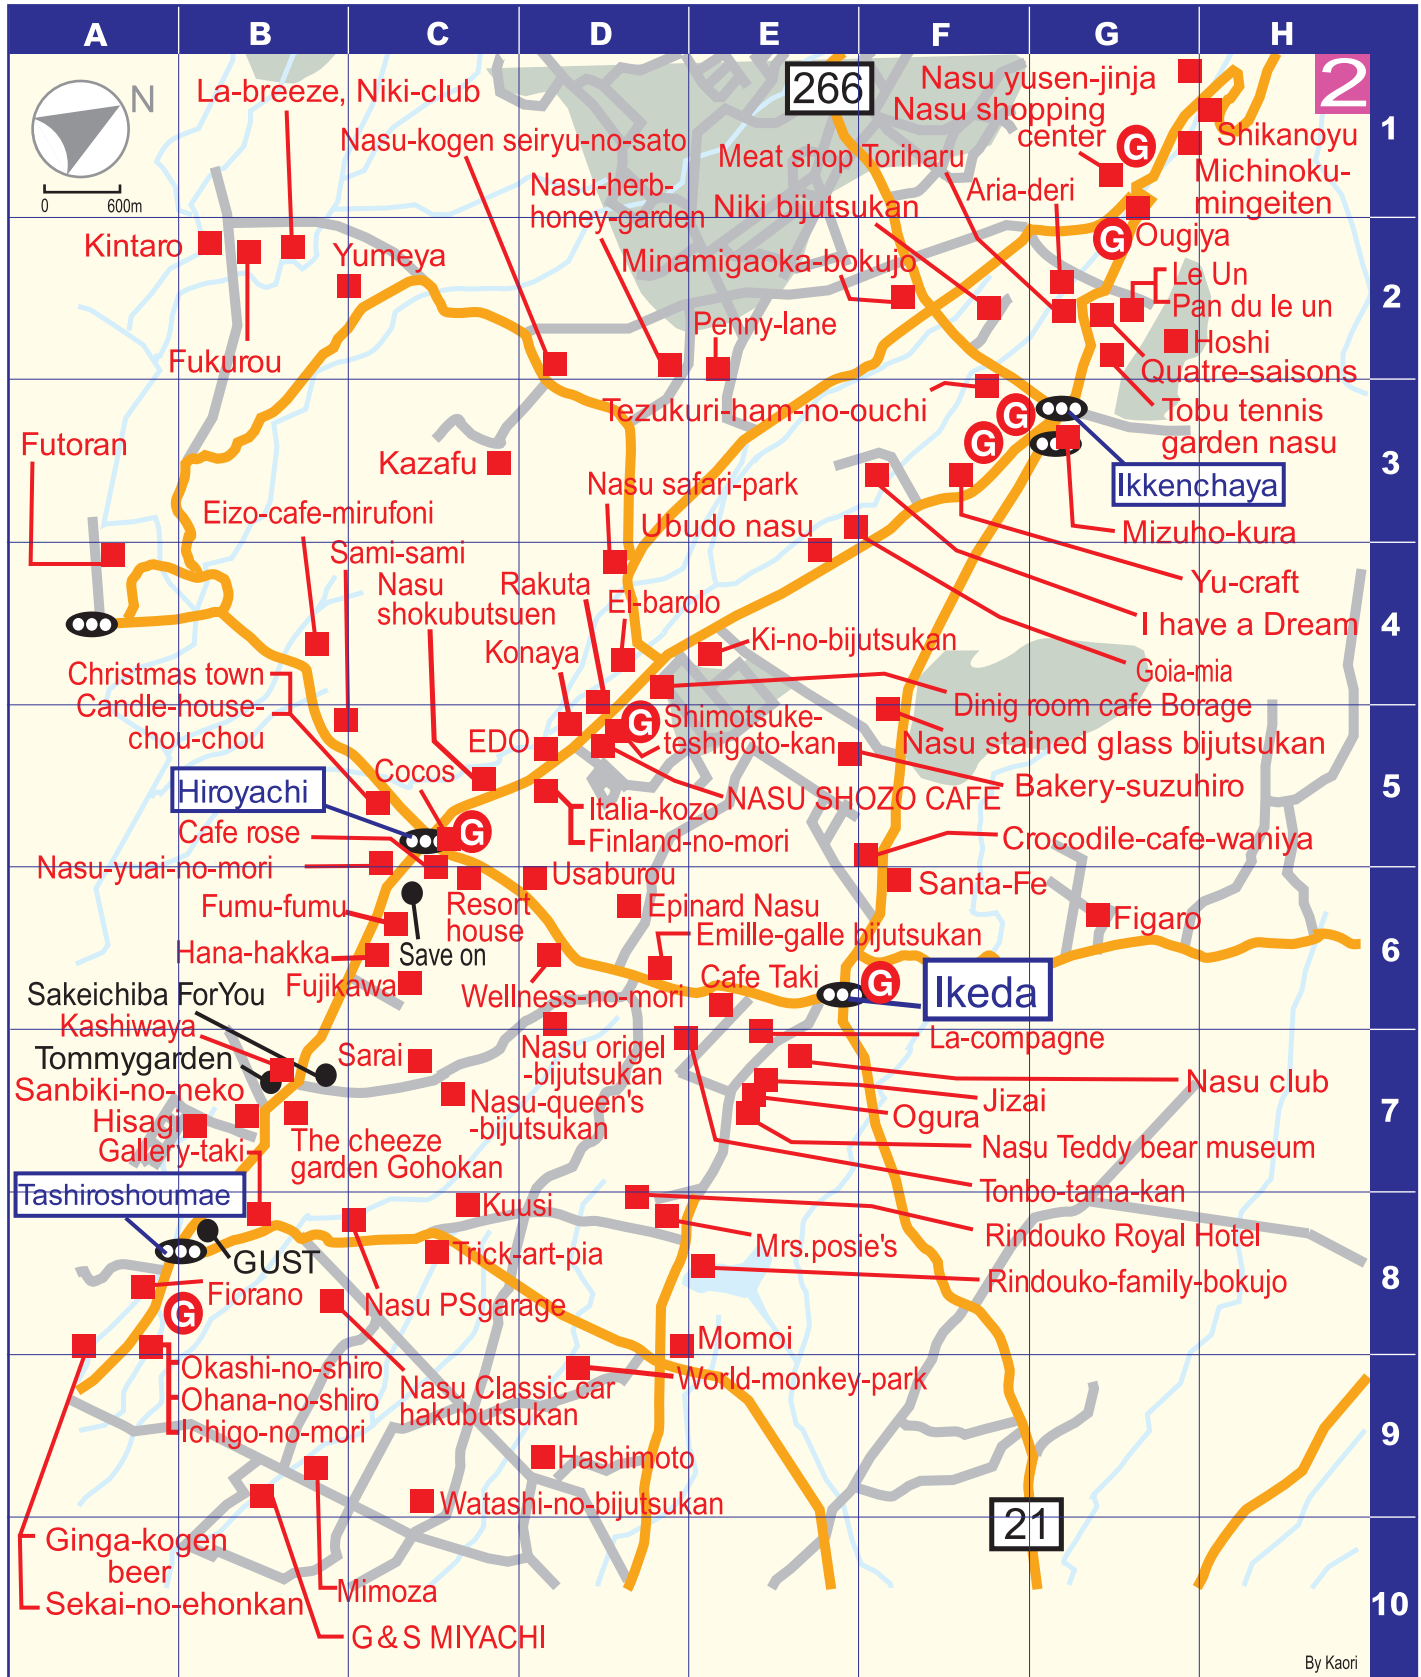 A B C D E F G H
2
N
0 600m
266
La-breeze, Niki-club
Nasu-kogen seiryu-no-sato
Nasu-herb-
honey-garden
Meat shop Toriharu
Niki bijutsukan
Minamigaoka-bokujo
Nasu yusen-jinja
Nasu shopping
center
G
Aria-deri
Shikanoyu
Michinoku-
mingeiten
1
Kintaro
Yumeya
Fukurou
Penny-lane
G
Ougiya
Le Un
Pan du le un
Hoshi
Quatre-saisons
2
Tezukuri-ham-no-ouchi
G
G
Tobu tennis
garden nasu
Futoran
Kazafu
Nasu safari-park
Ubudo nasu
Ikkenchaya
Mizuho-kura
3
Eizo-cafe-mirufoni
Sami-sami
Nasu
shokubutsuen
Rakuta
El-barolo
Konaya
Ki-no-bijutsukan
Yu-craft
I have a Dream
Goia-mia
4
Christmas town
Candle-house-
chou-chou
Dinig room cafe Borage
G
Shimotsuke-
teshigoto-kan
EDO
Nasu stained glass bijutsukan
Hiroyachi
Cocos
Bakery-suzuhiro
Italia-kozo
NASU SHOZO CAFE
5
Cafe rose
G
Finland-no-mori
Crocodile-cafe-waniya
Nasu-yuai-no-mori
Usaburou
Santa-Fe
Fumu-fumu
Resort
house
Epinard Nasu
Figaro
Hana-hakka
Save on
Emille-galle bijutsukan
6
Fujikawa
Wellness-no-mori
Cafe Taki
G
Ikeda
Sakeichiba ForYou
Kashiwaya
Tommygarden
Sanbiki-no-neko
Sarai
Nasu origel
-bijutsukan
La-compagne
Nasu club
Hisagi
Nasu-queen's
-bijutsukan
Jizai
Ogura
7
Gallery-taki
The cheeze
garden Gohokan
Nasu Teddy bear museum
Tashiroshoumae
Kuusi
Tonbo-tama-kan
Rindouko Royal Hotel
GUST
Trick-art-pia
Mrs.posie's
Fiorano
G
Nasu PSgarage
Rindouko-family-bokujo
8
Momoi
Okashi-no-shiro
Ohana-no-shiro
Ichigo-no-mori
Nasu Classic car
hakubutsukan
World-monkey-park
9
Hashimoto
Watashi-no-bijutsukan
21
Ginga-kogen
beer
Sekai-no-ehonkan
Mimoza
G&S MIYACHI
10
By Kaori